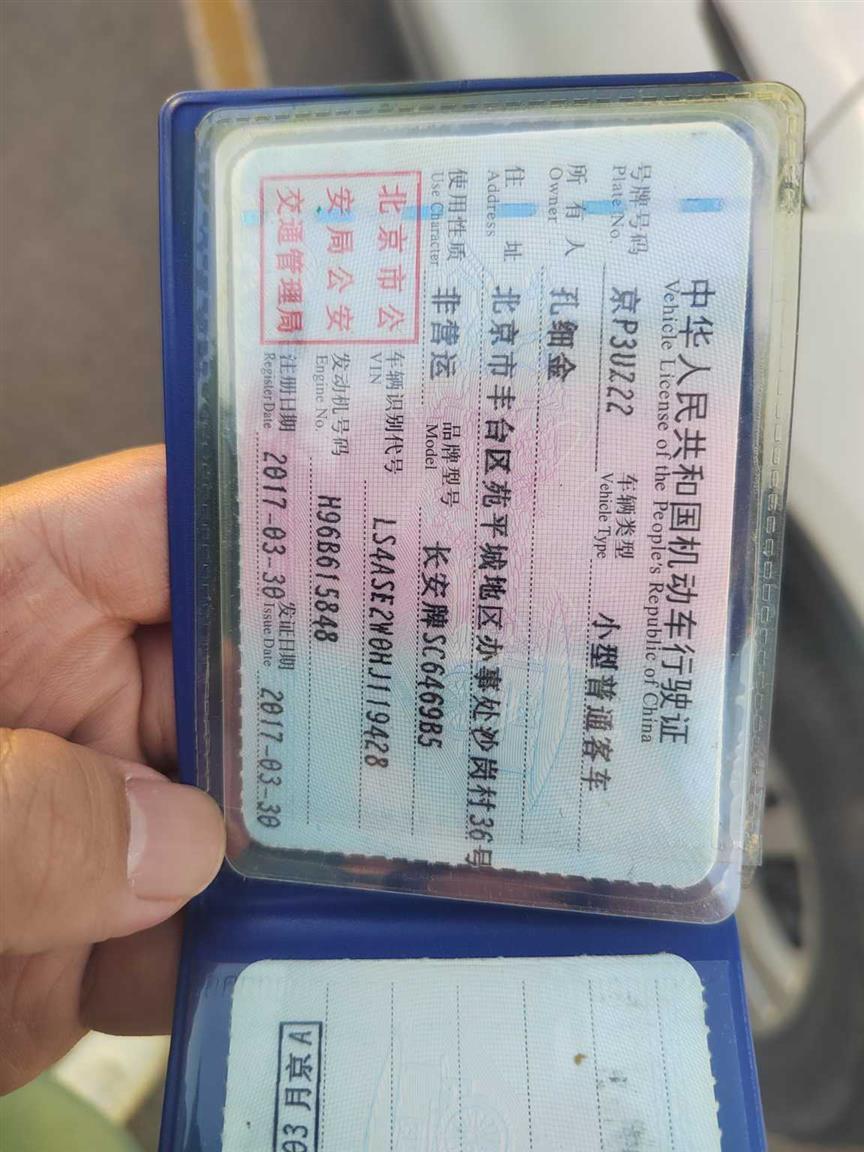 中华人民共和国机动车行驶证
Vehicle License of the People's Republic of China
号牌号码 京P3UZ22 车辆类型 小型普通客车
Plate No. Vehicle Type
所有人 孔细金
Owner
住址 北京市丰台区苑平城地区办事处沙岗村36号
Address
使用性质 非营运 品牌型号 长安牌SC6469B5
Use Character Model
北京市公
安局公安
交通管理局
车辆识别代号 LS4ASE2W0HJ119428
VIN
发动机号码 H96B615848
Engine No.
注册日期 2017-03-30 发证日期 2017-03-30
Register Date Issue Date
03月京A